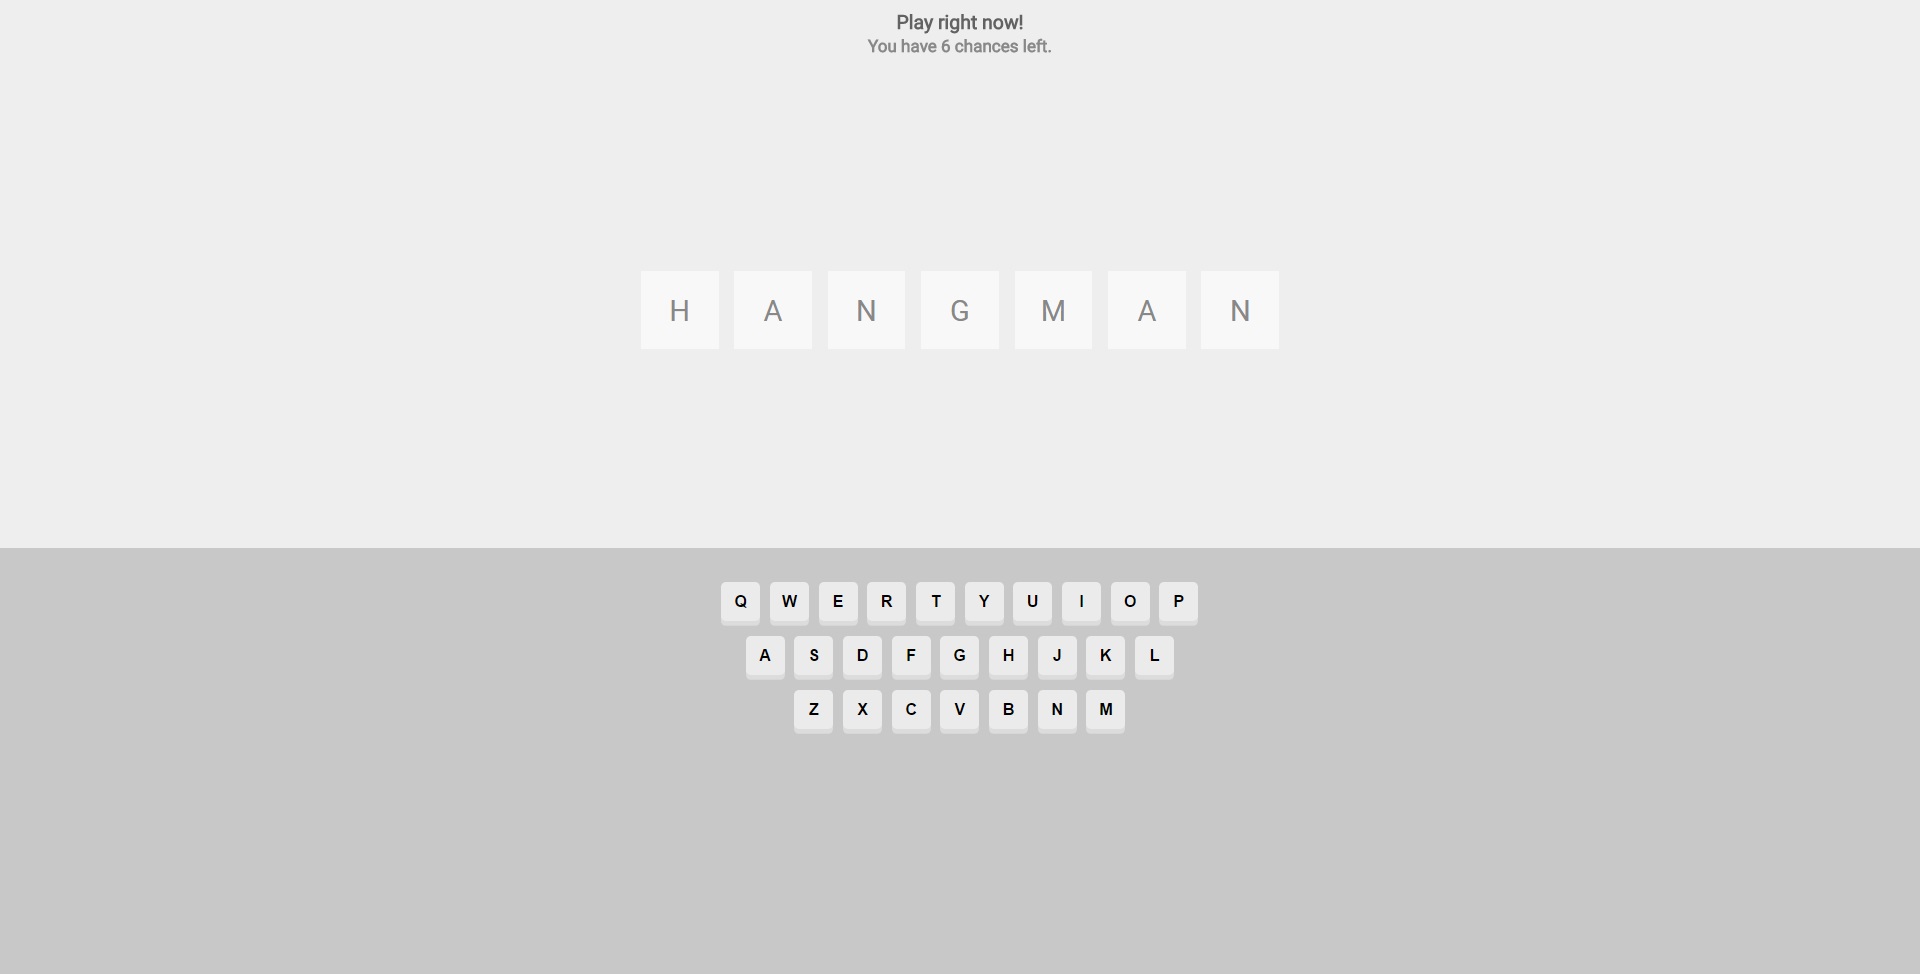 Play right now!
You have 6 chances left.
H A N G M A N
Q W E R T Y U I O P
A S D F G H J K L
Z X C V B N M